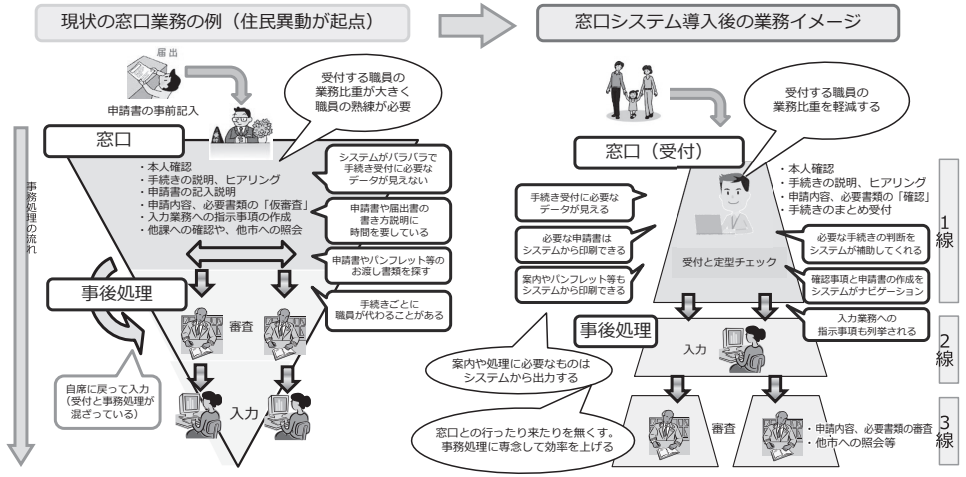 現状の窓口業務の例（住民異動が起点）
窓口システム導入後の業務イメージ
届出
申請書の事前記入
受付する職員の
業務比重が大きく
職員の熟練が必要
窓口
・本人確認
・手続きの説明、ヒアリング
・申請書の記入説明
・申請内容、必要書類の「仮審査」
・入力業務への指示事項の作成
・他課への確認や、他市への照会
システムがバラバラで
手続き受付に必要な
データが見えない
申請書や届出書の
書き方説明に
時間を要している
申請書やパンフレット等の
お渡し書類を探す
手続きごとに
職員が代わることがある
事務処理の流れ
事後処理
審査
自席に戻って入力
（受付と事務処理が
混ざっている）
入力
受付する職員の
業務比重を軽減する
窓口（受付）
・本人確認
・手続きの説明、ヒアリング
・申請内容、必要書類の「確認」
・手続きのまとめ受付
手続き受付に必要な
データが見える
必要な申請書は
システムから印刷できる
案内やパンフレット等も
システムから印刷できる
受付と定型チェック
必要な手続きの判断を
システムが補助してくれる
確認事項と申請書の作成を
システムがナビゲーション
入力業務への
指示事項も列挙される
1線
事後処理
入力
2線
案内や処理に必要なものは
システムから出力する
窓口との行ったり来たりを無くす。
事務処理に専念して効率を上げる
審査
・申請内容、必要書類の審査
・他市への照会等
3線